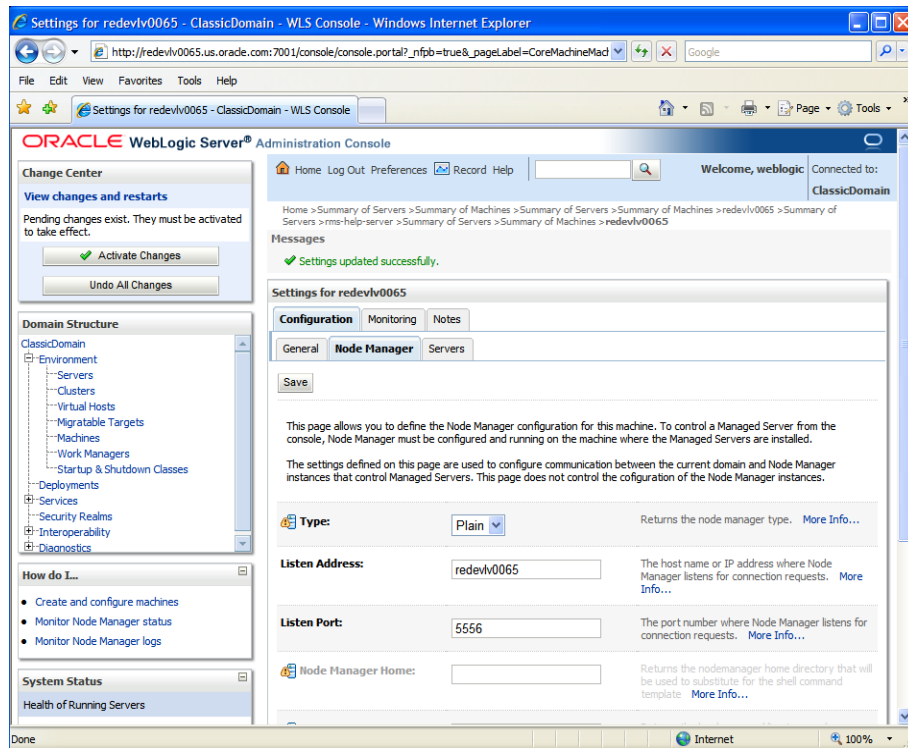 Settings for redevlv0065 - ClassicDomain - WLS Console - Windows Internet Explorer
http://redevlv0065.us.oracle.com:7001/console/console.portal?_nfpb=true&_pageLabel=CoreMachineMach
Google
File Edit View Favorites Tools Help
Settings for redevlv0065 - ClassicDomain - WLS Console
Page Tools
ORACLE WebLogic Server® Administration Console
Change Center
View changes and restarts
Pending changes exist. They must be activated
to take effect.
Activate Changes
Undo All Changes
Domain Structure
ClassicDomain
Environment
Servers
Clusters
Virtual Hosts
Migratable Targets
Machines
Work Managers
Startup & Shutdown Classes
Deployments
Services
Security Realms
Interoperability
Diagnostics
How do I...
Create and configure machines
Monitor Node Manager status
Monitor Node Manager logs
System Status
Health of Running Servers
Home Log Out Preferences Record Help
Welcome, weblogic
Connected to:
ClassicDomain
Home >Summary of Servers >Summary of Machines >Summary of Servers >Summary of Machines >redevlv0065 >Summary of
Servers >rms-help-server >Summary of Servers >Summary of Machines >redevlv0065
Messages
Settings updated successfully.
Settings for redevlv0065
Configuration Monitoring Notes
General Node Manager Servers
Save
This page allows you to define the Node Manager configuration for this machine. To control a Managed Server from the
console, Node Manager must be configured and running on the machine where the Managed Servers are installed.
The settings defined on this page are used to configure communication between the current domain and Node Manager
instances that control Managed Servers. This page does not control the cofiguration of the Node Manager instances.
Type:
Plain
Returns the node manager type. More Info...
Listen Address:
redevlv0065
The host name or IP address where Node
Manager listens for connection requests. More
Info...
Listen Port:
5556
The port number where Node Manager listens for
connection requests. More Info...
Node Manager Home:
Returns the nodemanager home directory that will
be used to substitute for the shell command
template More Info...
Done
Internet
100%